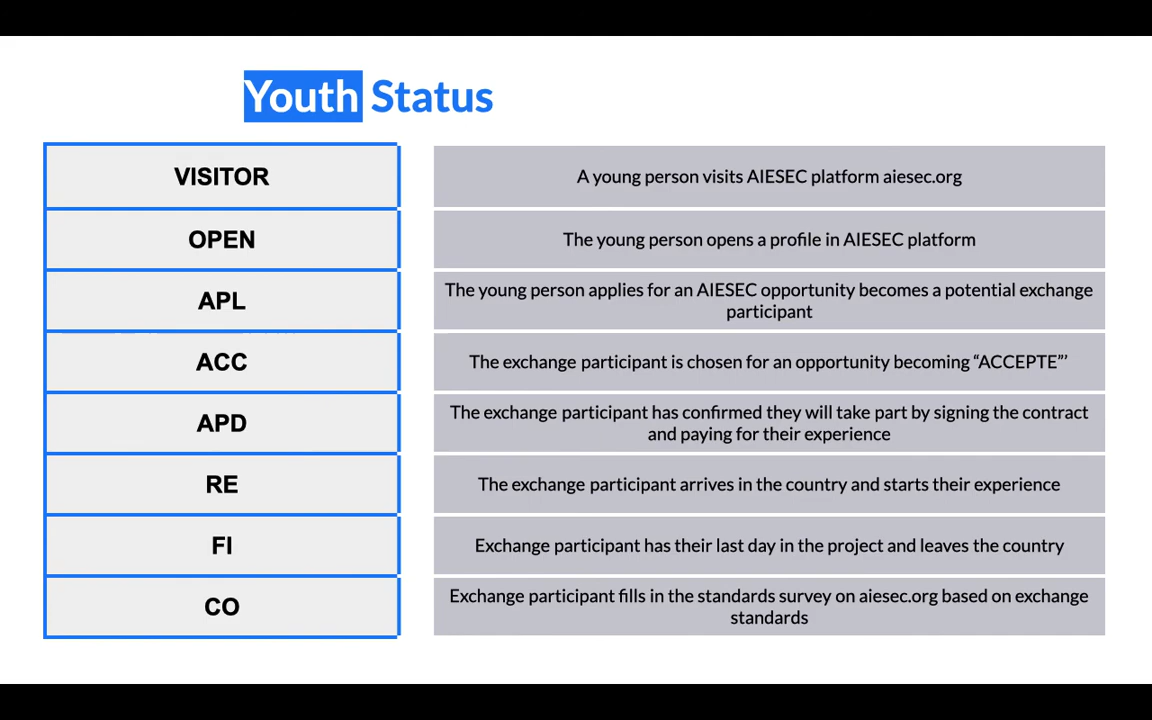 Youth Status
VISITOR
A young person visits AIESEC platform aiesec.org
OPEN
The young person opens a profile in AIESEC platform
APL
The young person applies for an AIESEC opportunity becomes a potential exchange
participant
ACC
The exchange participant is chosen for an opportunity becoming “ACCEPTE”’
APD
The exchange participant has confirmed they will take part by signing the contract
and paying for their experience
RE
The exchange participant arrives in the country and starts their experience
FI
Exchange participant has their last day in the project and leaves the country
CO
Exchange participant fills in the standards survey on aiesec.org based on exchange
standards